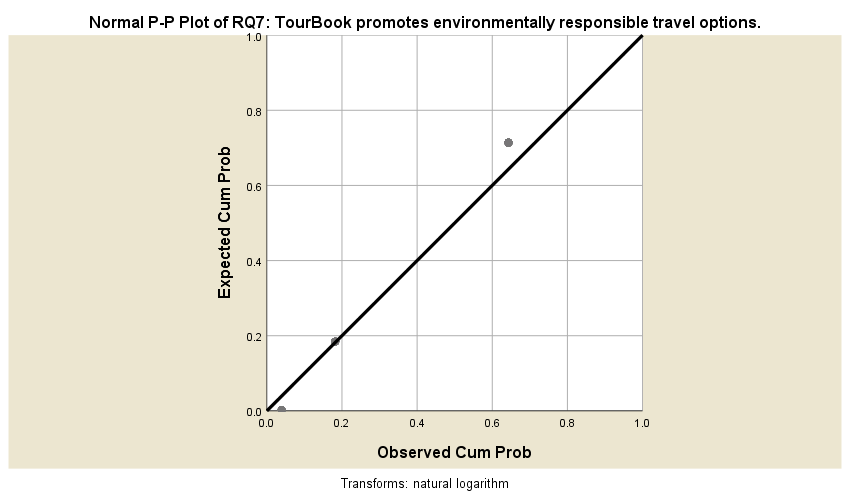 Normal P-P Plot of RQ7: TourBook promotes environmentally responsible travel options.
1.0
0.8
0.6
0.4
0.2
0.0
Expected Cum Prob
0.0 0.2 0.4 0.6 0.8 1.0
Observed Cum Prob
Transforms: natural logarithm